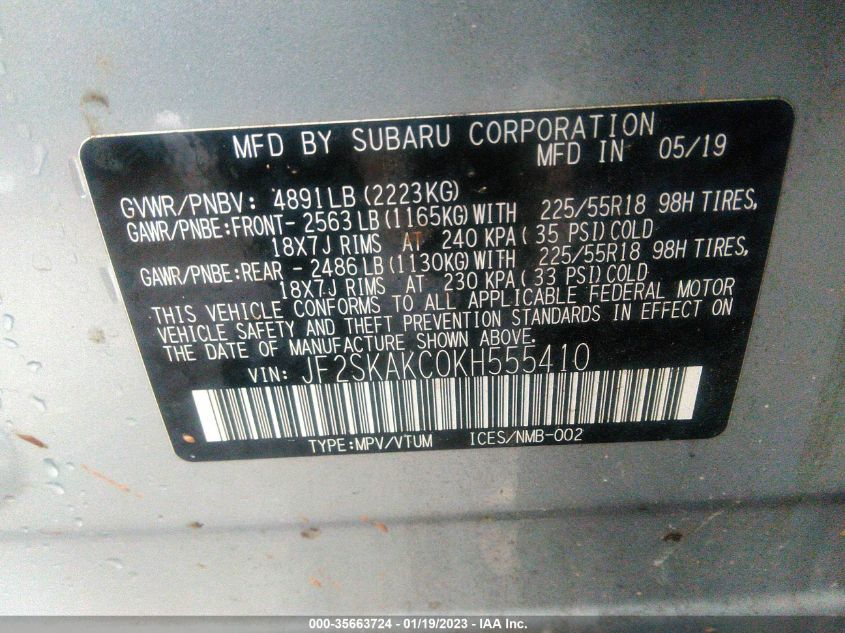 MFD BY SUBARU CORPORATION
MFD IN 05/19
GVWR/PNBV: 4891LB (2223KG)
GAWR/PNBE:FRONT- 2563 LB (1165KG) WITH 225/55R18 98H TIRES,
18X7J RIMS AT 240 KPA ( 35 PSI) COLD
GAWR/PNBE:REAR - 2486 LB (1130KG) WITH 225/55R18 98H TIRES,
18X7J RIMS AT 230 KPA ( 33 PSI) COLD
THIS VEHICLE CONFORMS TO ALL APPLICABLE FEDERAL MOTOR
VEHICLE SAFETY AND THEFT PREVENTION STANDARDS IN EFFECT ON
THE DATE OF MANUFACTURE SHOWN ABOVE.
VIN: JF2SKAKC0KH555410
TYPE:MPV/VTUM ICES/NMB-002
000-35663724 - 01/19/2023 - IAA Inc.